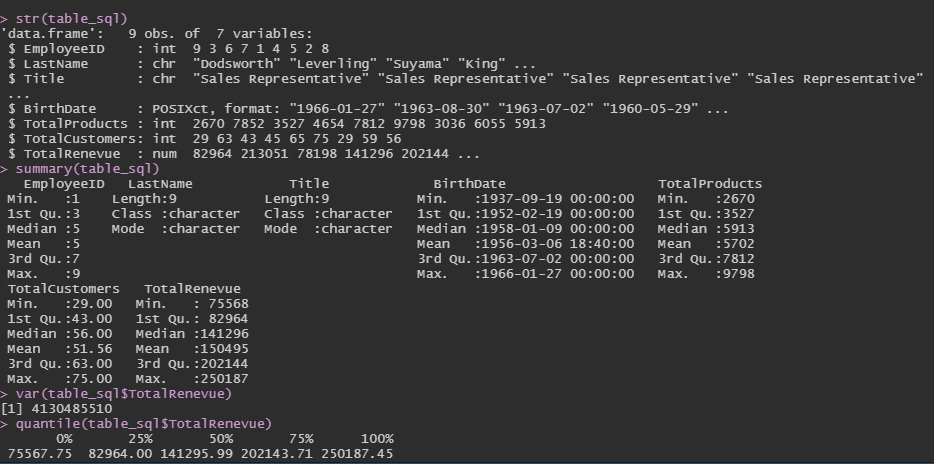 > str(table_sql)
'data.frame':   9 obs. of  7 variables:
 $ EmployeeID    : int  9 3 6 7 1 4 5 2 8
 $ LastName      : chr  "Dodsworth" "Leverling" "Suyama" "King" ...
 $ Title         : chr  "Sales Representative" "Sales Representative" "Sales Representative" "Sales Representative"
...
 $ BirthDate     : POSIXct, format: "1966-01-27" "1963-08-30" "1963-07-02" "1960-05-29" ...
 $ TotalProducts : int  2670 7852 3527 4654 7812 9798 3036 6055 5913
 $ TotalCustomers: int  29 63 43 45 65 75 29 59 56
 $ TotalRenevue  : num  82964 213051 78198 141296 202144 ...
> summary(table_sql)
   EmployeeID   LastName            Title             BirthDate                   TotalProducts
 Min.   :1    Length:9           Length:9           Min.   :1937-09-19 00:00:00   Min.   :2670
 1st Qu.:3    Class :character   Class :character   1st Qu.:1952-02-19 00:00:00   1st Qu.:3527
 Median :5    Mode  :character   Mode  :character   Median :1958-01-09 00:00:00   Median :5913
 Mean   :5                                          Mean   :1956-03-06 18:40:00   Mean   :5702
 3rd Qu.:7                                          3rd Qu.:1963-07-02 00:00:00   3rd Qu.:7812
 Max.   :9                                          Max.   :1966-01-27 00:00:00   Max.   :9798
 TotalCustomers   TotalRenevue
 Min.   :29.00   Min.   : 75568
 1st Qu.:43.00   1st Qu.: 82964
 Median :56.00   Median :141296
 Mean   :51.56   Mean   :150495
 3rd Qu.:63.00   3rd Qu.:202144
 Max.   :75.00   Max.   :250187
> var(table_sql$TotalRenevue)
[1] 4130485510
> quantile(table_sql$TotalRenevue)
       0%       25%       50%       75%      100%
 75567.75  82964.00 141295.99 202143.71 250187.45